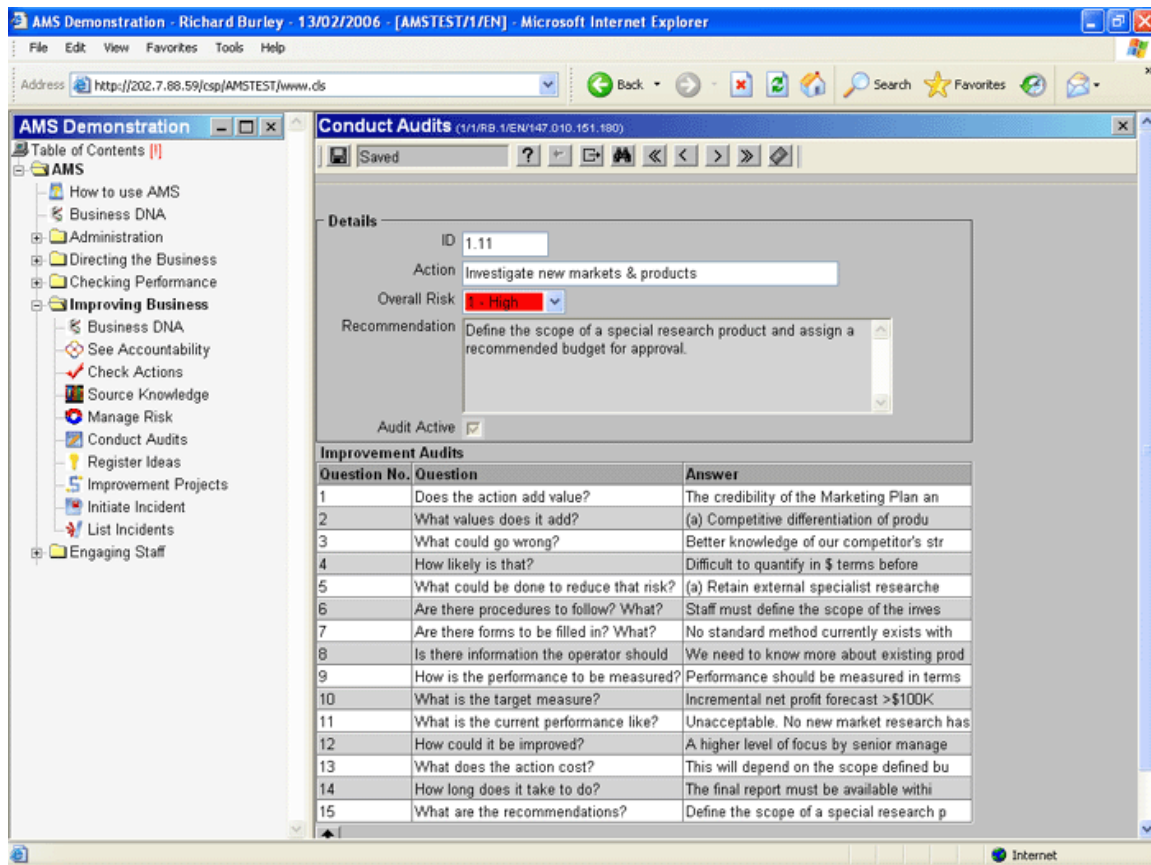 AMS Demonstration - Richard Burley - 13/02/2006 - [AMSTEST/1/EN] - Microsoft Internet Explorer
File Edit View Favorites Tools Help
Address http://202.7.88.59/csp/AMSTEST/www.cls Back Search Favorites
AMS Demonstration
Table of Contents [!]
AMS
How to use AMS
Business DNA
Administration
Directing the Business
Checking Performance
Improving Business
Business DNA
See Accountability
Check Actions
Source Knowledge
Manage Risk
Conduct Audits
Register Ideas
Improvement Projects
Initiate Incident
List Incidents
Engaging Staff
Conduct Audits (1/1/RB.1/EN/147.010.151.180)
Saved
Details
ID 1.11
Action Investigate new markets & products
Overall Risk 1 - High
Recommendation Define the scope of a special research product and assign a
recommended budget for approval.
Audit Active
Improvement Audits
Question No. Question Answer
1 Does the action add value? The credibility of the Marketing Plan an
2 What values does it add? (a) Competitive differentiation of produ
3 What could go wrong? Better knowledge of our competitor's str
4 How likely is that? Difficult to quantify in $ terms before
5 What could be done to reduce that risk? (a) Retain external specialist researche
6 Are there procedures to follow? What? Staff must define the scope of the inves
7 Are there forms to be filled in? What? No standard method currently exists with
8 Is there information the operator should We need to know more about existing prod
9 How is the performance to be measured? Performance should be measured in terms
10 What is the target measure? Incremental net profit forecast >$100K
11 What is the current performance like? Unacceptable. No new market research has
12 How could it be improved? A higher level of focus by senior manage
13 What does the action cost? This will depend on the scope defined bu
14 How long does it take to do? The final report must be available withi
15 What are the recommendations? Define the scope of a special research p
Internet